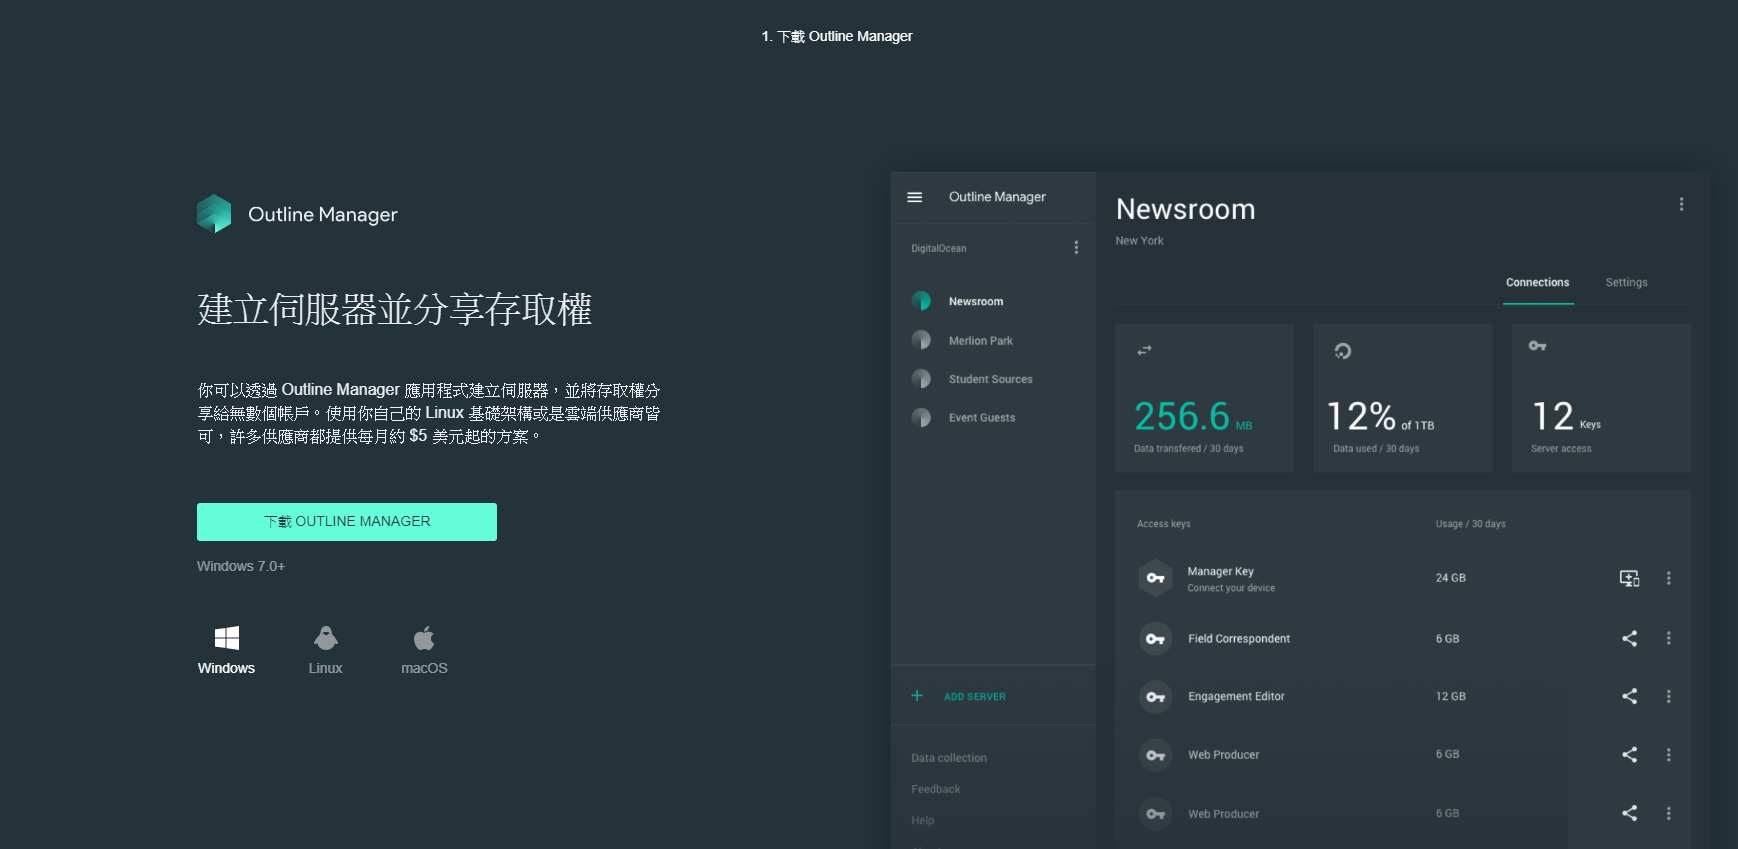 1. 下載 Outline Manager
Outline Manager
建立伺服器並分享存取權
你可以透過 Outline Manager 應用程式建立伺服器，並將存取權分
享給無數個帳戶。使用你自己的 Linux 基礎架構或是雲端供應商皆
可，許多供應商都提供每月約 $5 美元起的方案。
下載 OUTLINE MANAGER
Windows 7.0+
Windows
Linux
macOS
Outline Manager
DigitalOcean
Newsroom
Merlion Park
Student Sources
Event Guests
ADD SERVER
Data collection
Feedback
Help
Newsroom
New York
Connections
Settings
256.6 MB
Data transfered / 30 days
12% of 1TB
Data used / 30 days
12 Keys
Server access
Access keys
Usage / 30 days
Manager Key
Connect your device
24 GB
Field Correspondent
6 GB
Engagement Editor
12 GB
Web Producer
6 GB
Web Producer
6 GB